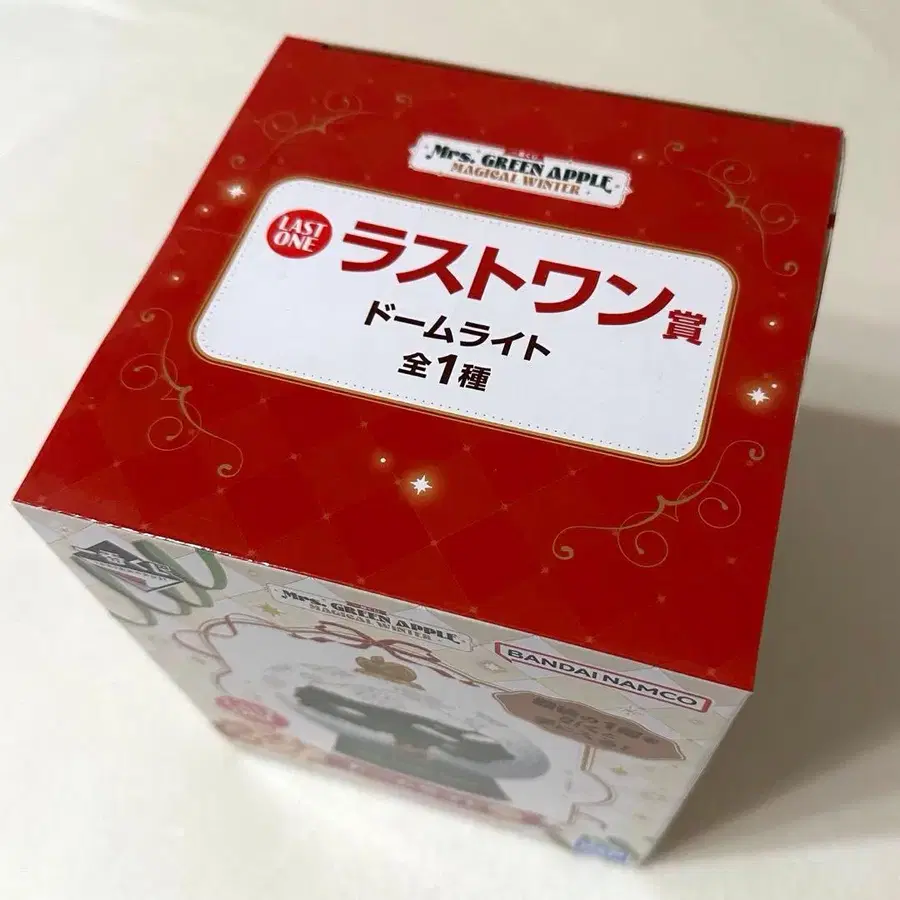 Mrs. GREEN APPLE
MAGICAL WINTER
LAST
ONE
ラストワン賞
ドームライト
全1種
Mrs. GREEN APPLE
MAGICAL WINTER
BANDAI NAMCO